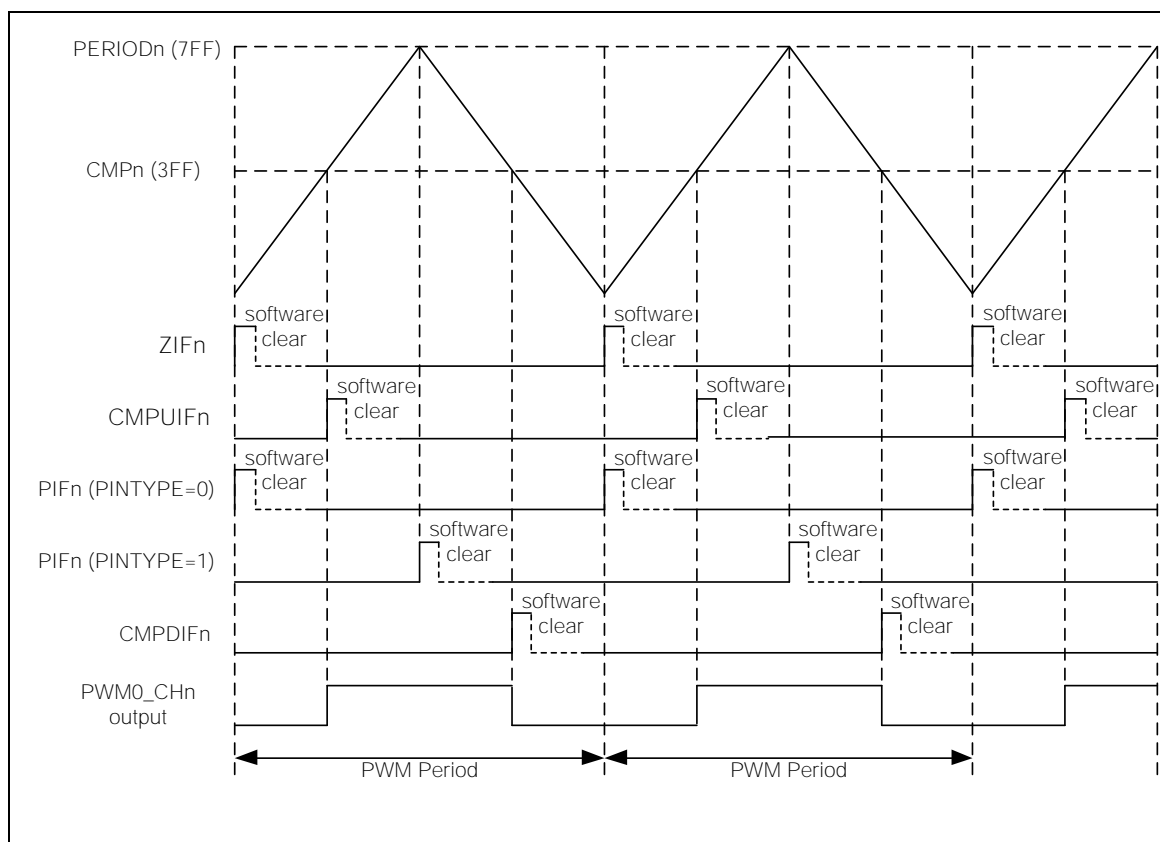 PERIODn (7FF)
CMPn (3FF)
software
clear
software
clear
software
clear
ZIFn
software
clear
software
clear
software
clear
CMPUIFn
software
clear
software
clear
software
clear
PIFn (PINTYPE=0)
software
clear
software
clear
PIFn (PINTYPE=1)
software
clear
software
clear
CMPDIFn
PWM0_CHn
output
PWM Period
PWM Period